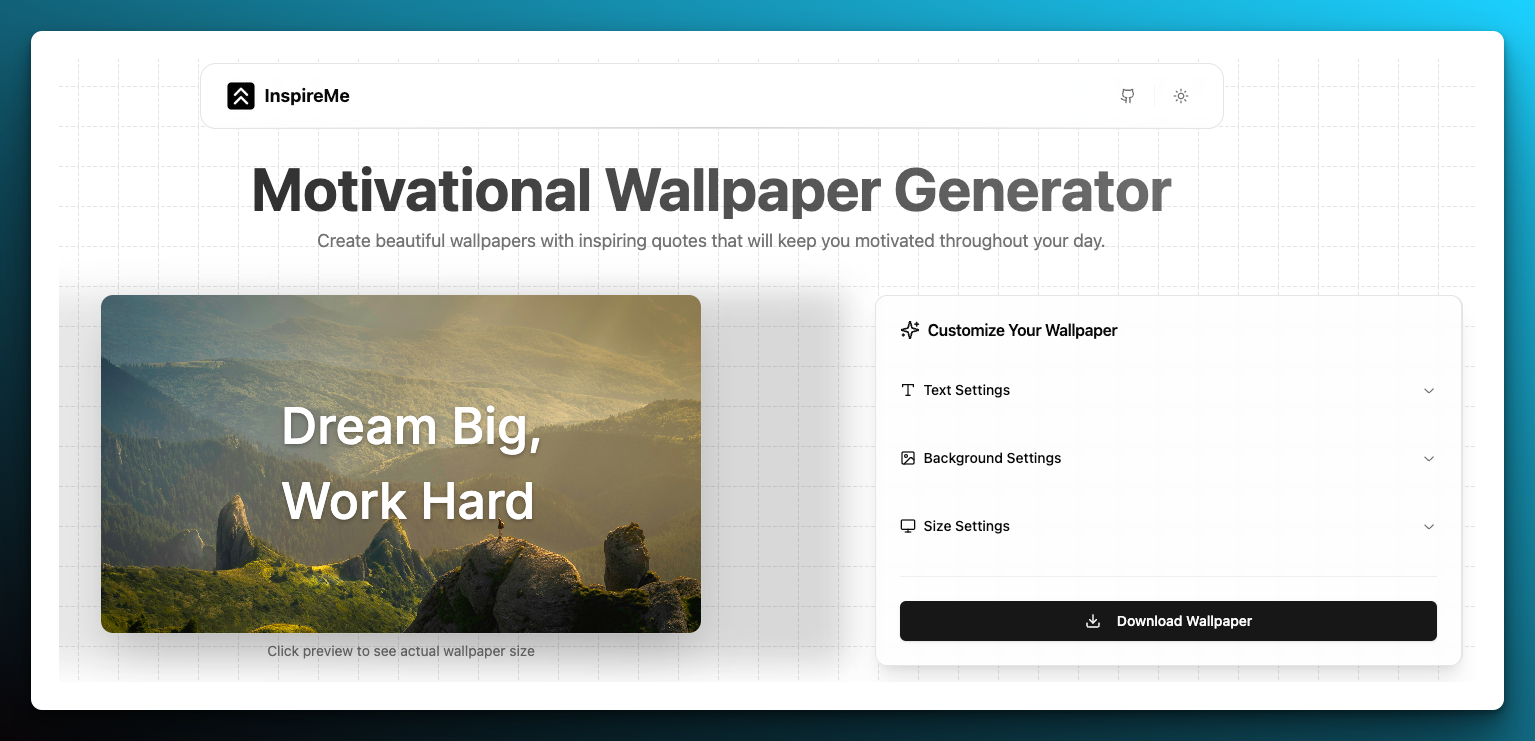 InspireMe
Motivational Wallpaper Generator
Create beautiful wallpapers with inspiring quotes that will keep you motivated throughout your day.
Dream Big,
Work Hard
Click preview to see actual wallpaper size
Customize Your Wallpaper
Text Settings
Background Settings
Size Settings
Download Wallpaper